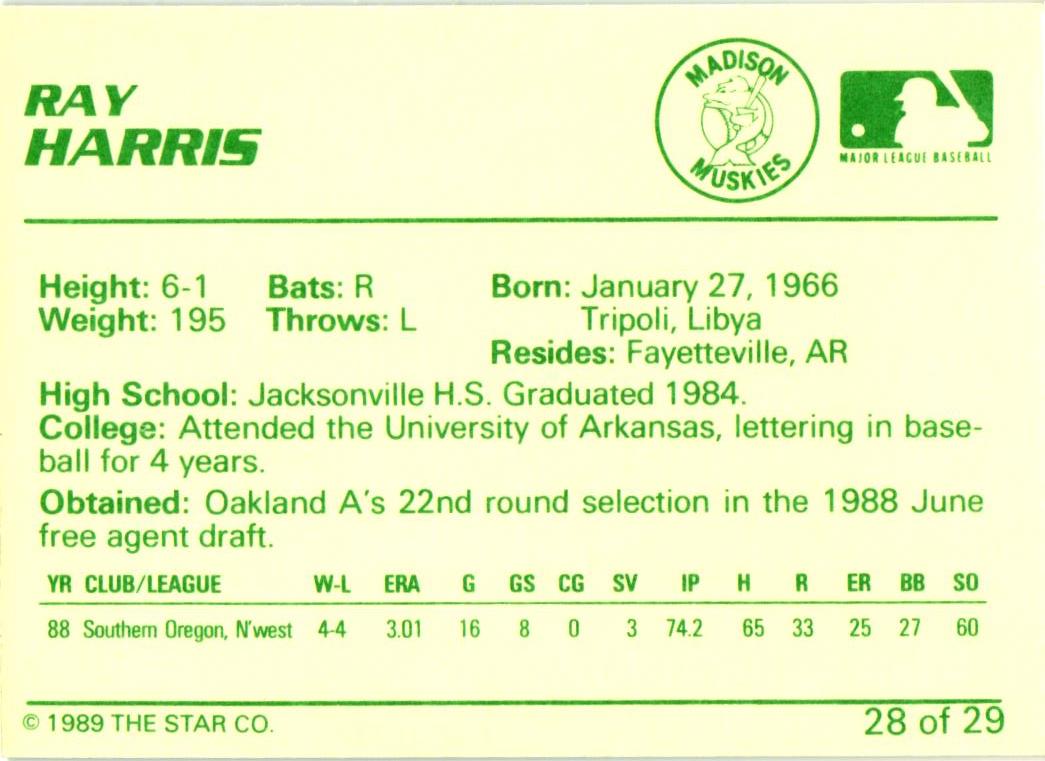 RAY
HARRIS
MADISON
MUSKIES
MAJOR LEAGUE BASEBALL
Height: 6-1 Bats: R Born: January 27, 1966
Weight: 195 Throws: L Tripoli, Libya
Resides: Fayetteville, AR
High School: Jacksonville H.S. Graduated 1984.
College: Attended the University of Arkansas, lettering in base-
ball for 4 years.
Obtained: Oakland A's 22nd round selection in the 1988 June
free agent draft.
YR CLUB/LEAGUE W-L ERA G GS CG SV IP H R ER BB SO
88 Southern Oregon, N'west 4-4 3.01 16 8 0 3 74.2 65 33 25 27 60
© 1989 THE STAR CO. 28 of 29